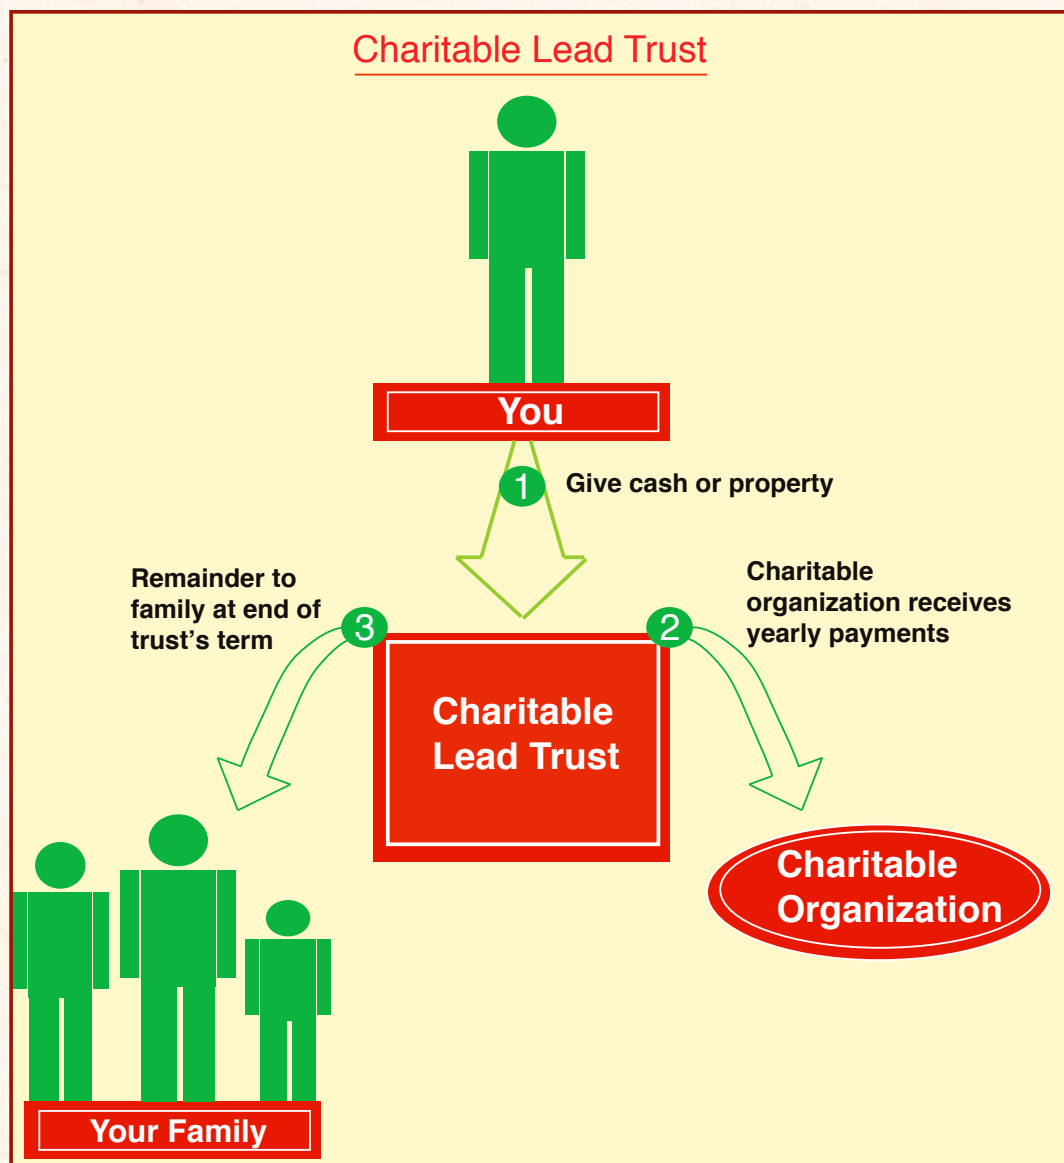 Charitable Lead Trust
You
1
Give cash or property
Remainder to
family at end of
trust's term
3
2
Charitable
organization receives
yearly payments
Charitable
Lead Trust
Charitable
Organization
Your Family